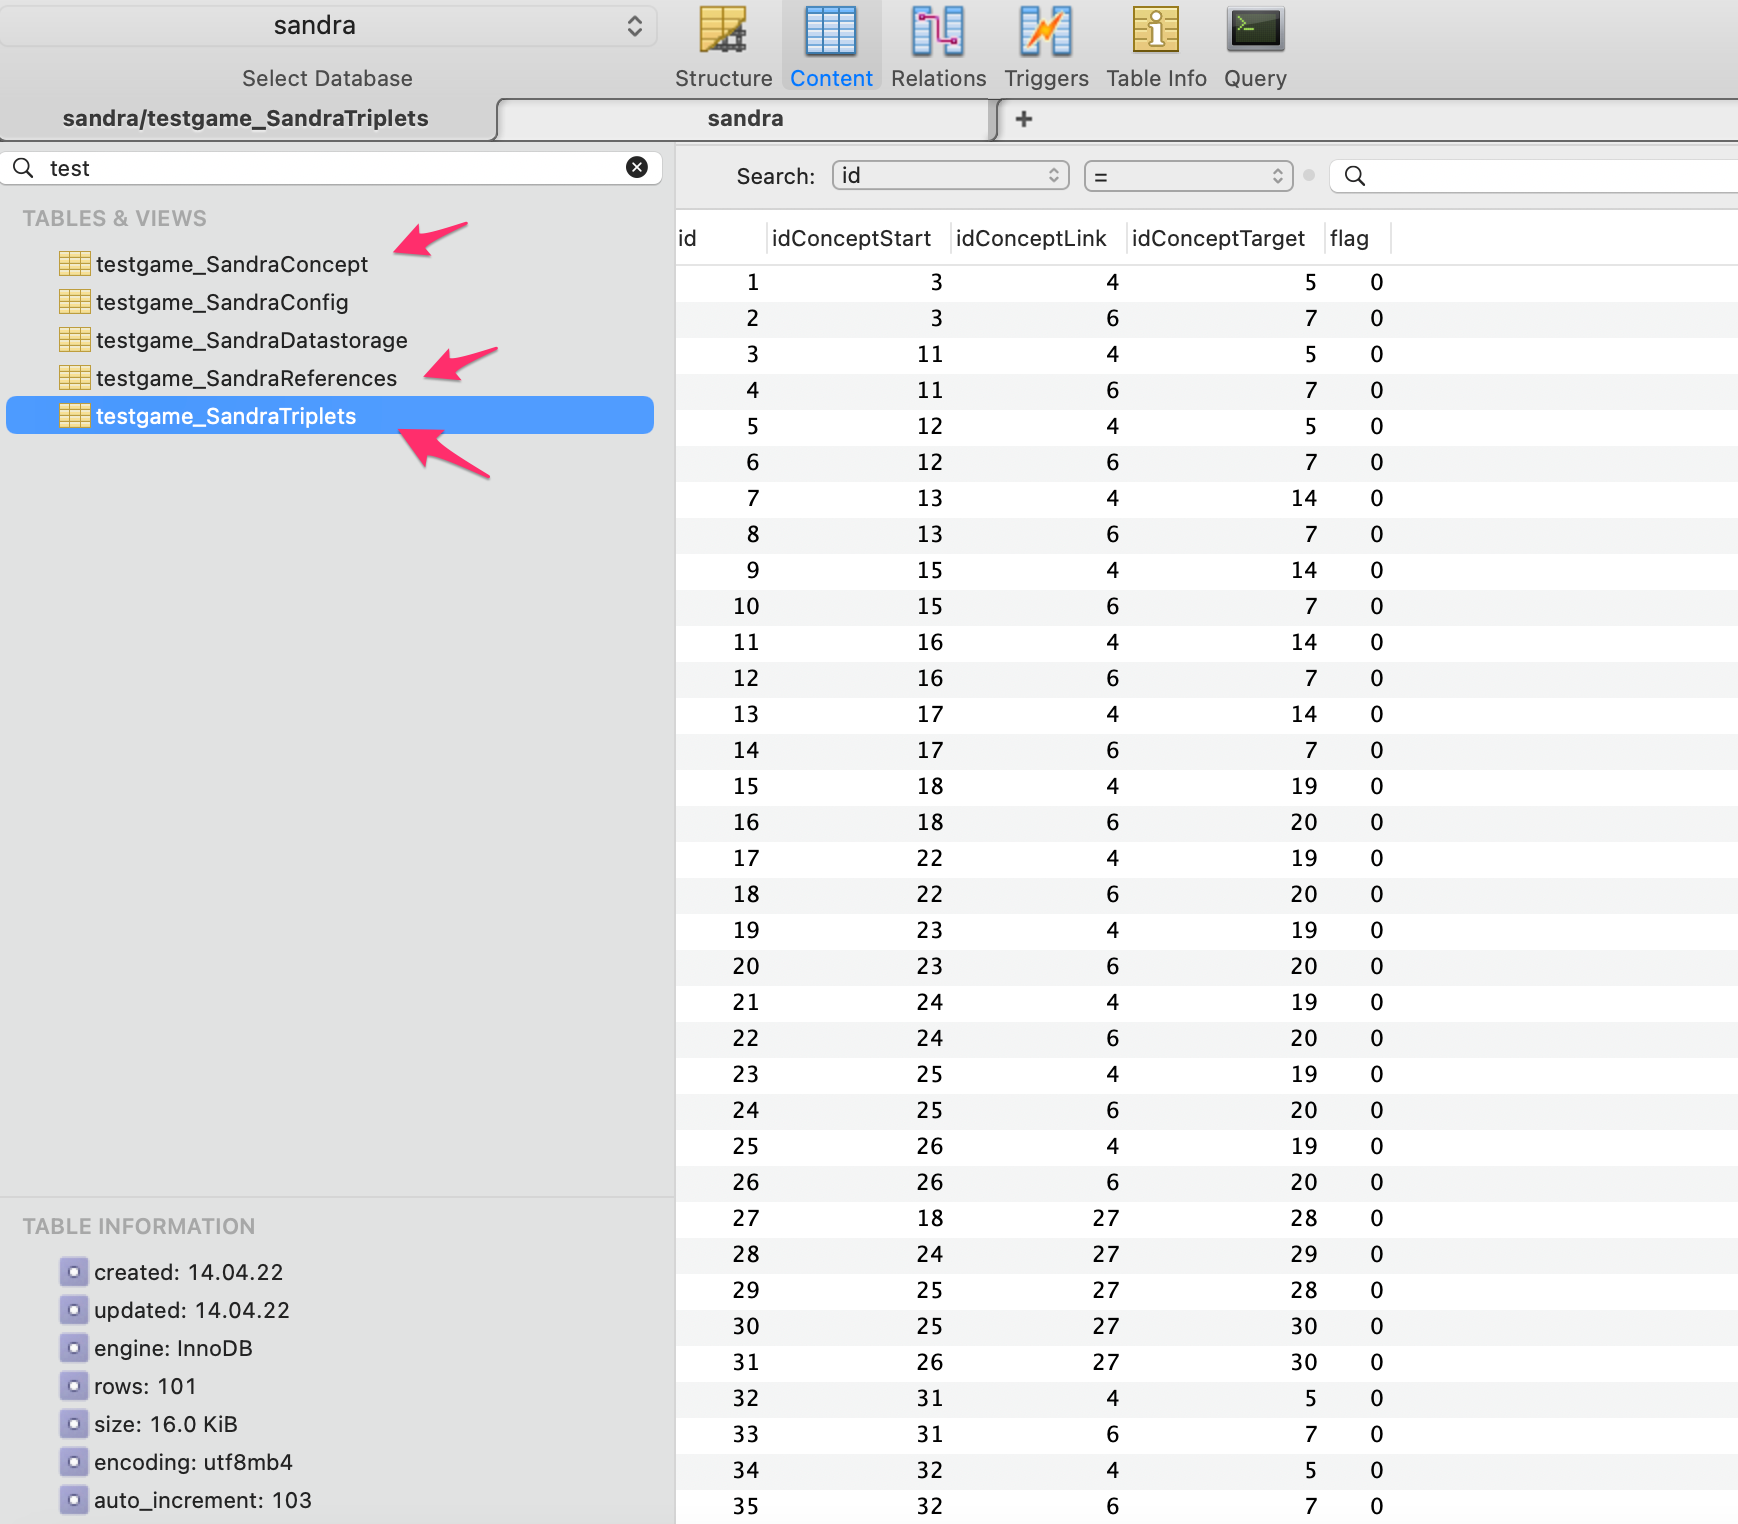 sandra
Select Database
Structure Content Relations Triggers Table Info Query
sandra/testgame_SandraTriplets sandra +
test
TABLES & VIEWS
testgame_SandraConcept
testgame_SandraConfig
testgame_SandraDatastorage
testgame_SandraReferences
testgame_SandraTriplets
TABLE INFORMATION
created: 14.04.22
updated: 14.04.22
engine: InnoDB
rows: 101
size: 16.0 KiB
encoding: utf8mb4
auto_increment: 103
Search: id =
id idConceptStart idConceptLink idConceptTarget flag
1 3 4 5 0
2 3 6 7 0
3 11 4 5 0
4 11 6 7 0
5 12 4 5 0
6 12 6 7 0
7 13 4 14 0
8 13 6 7 0
9 15 4 14 0
10 15 6 7 0
11 16 4 14 0
12 16 6 7 0
13 17 4 14 0
14 17 6 7 0
15 18 4 19 0
16 18 6 20 0
17 22 4 19 0
18 22 6 20 0
19 23 4 19 0
20 23 6 20 0
21 24 4 19 0
22 24 6 20 0
23 25 4 19 0
24 25 6 20 0
25 26 4 19 0
26 26 6 20 0
27 18 27 28 0
28 24 27 29 0
29 25 27 28 0
30 25 27 30 0
31 26 27 30 0
32 31 4 5 0
33 31 6 7 0
34 32 4 5 0
35 32 6 7 0